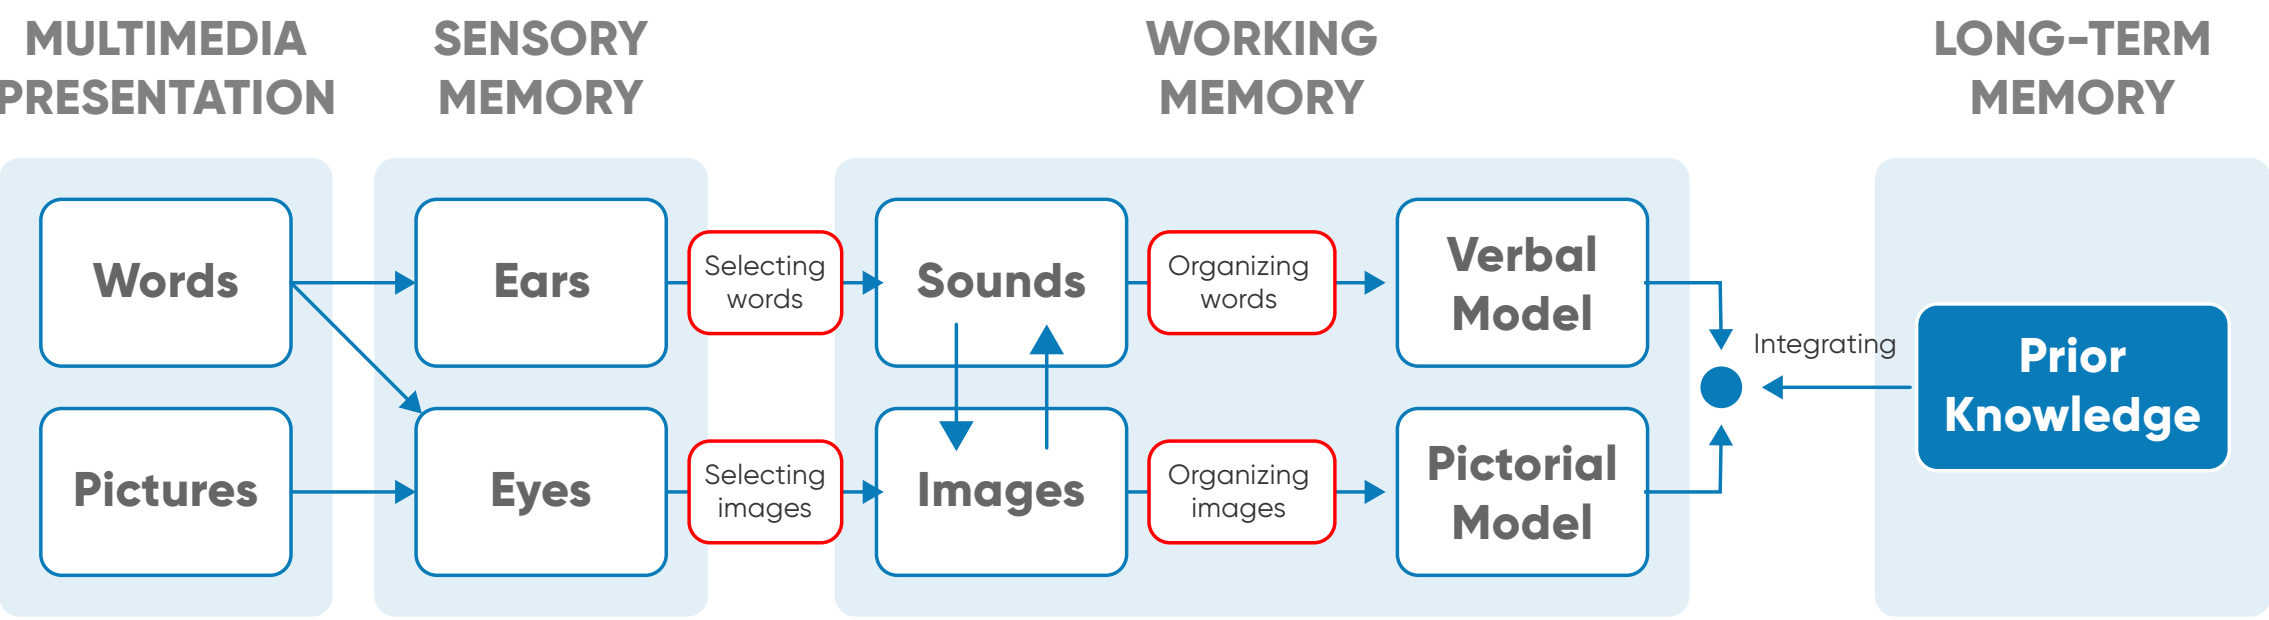 MULTIMEDIA
PRESENTATION
SENSORY
MEMORY
WORKING
MEMORY
LONG-TERM
MEMORY
Words
Ears
Selecting
words
Sounds
Organizing
words
Verbal
Model
Integrating
Prior
Knowledge
Pictures
Eyes
Selecting
images
Images
Organizing
images
Pictorial
Model